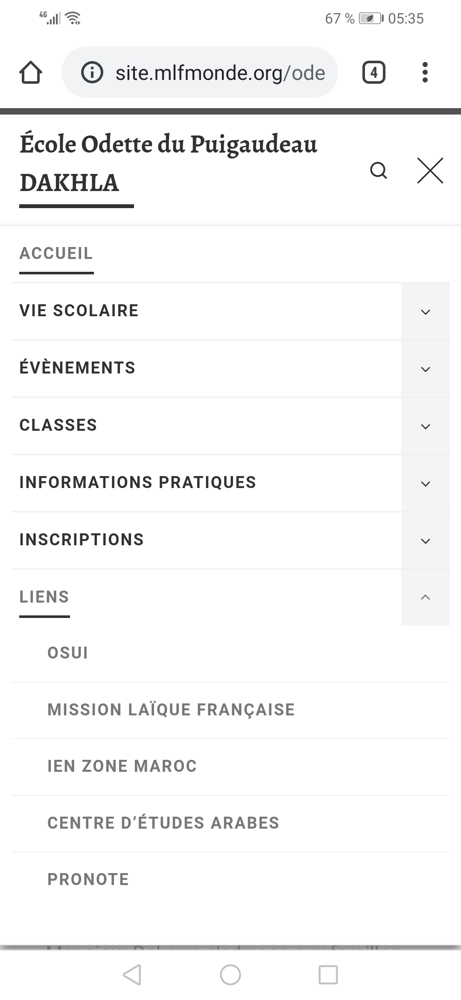 4G 67 % 05:35
site.mlfmonde.org/ode 4
École Odette du Puigaudeau
DAKHLA
ACCUEIL
VIE SCOLAIRE
ÉVÈNEMENTS
CLASSES
INFORMATIONS PRATIQUES
INSCRIPTIONS
LIENS
OSUI
MISSION LAÏQUE FRANÇAISE
IEN ZONE MAROC
CENTRE D’ÉTUDES ARABES
PRONOTE